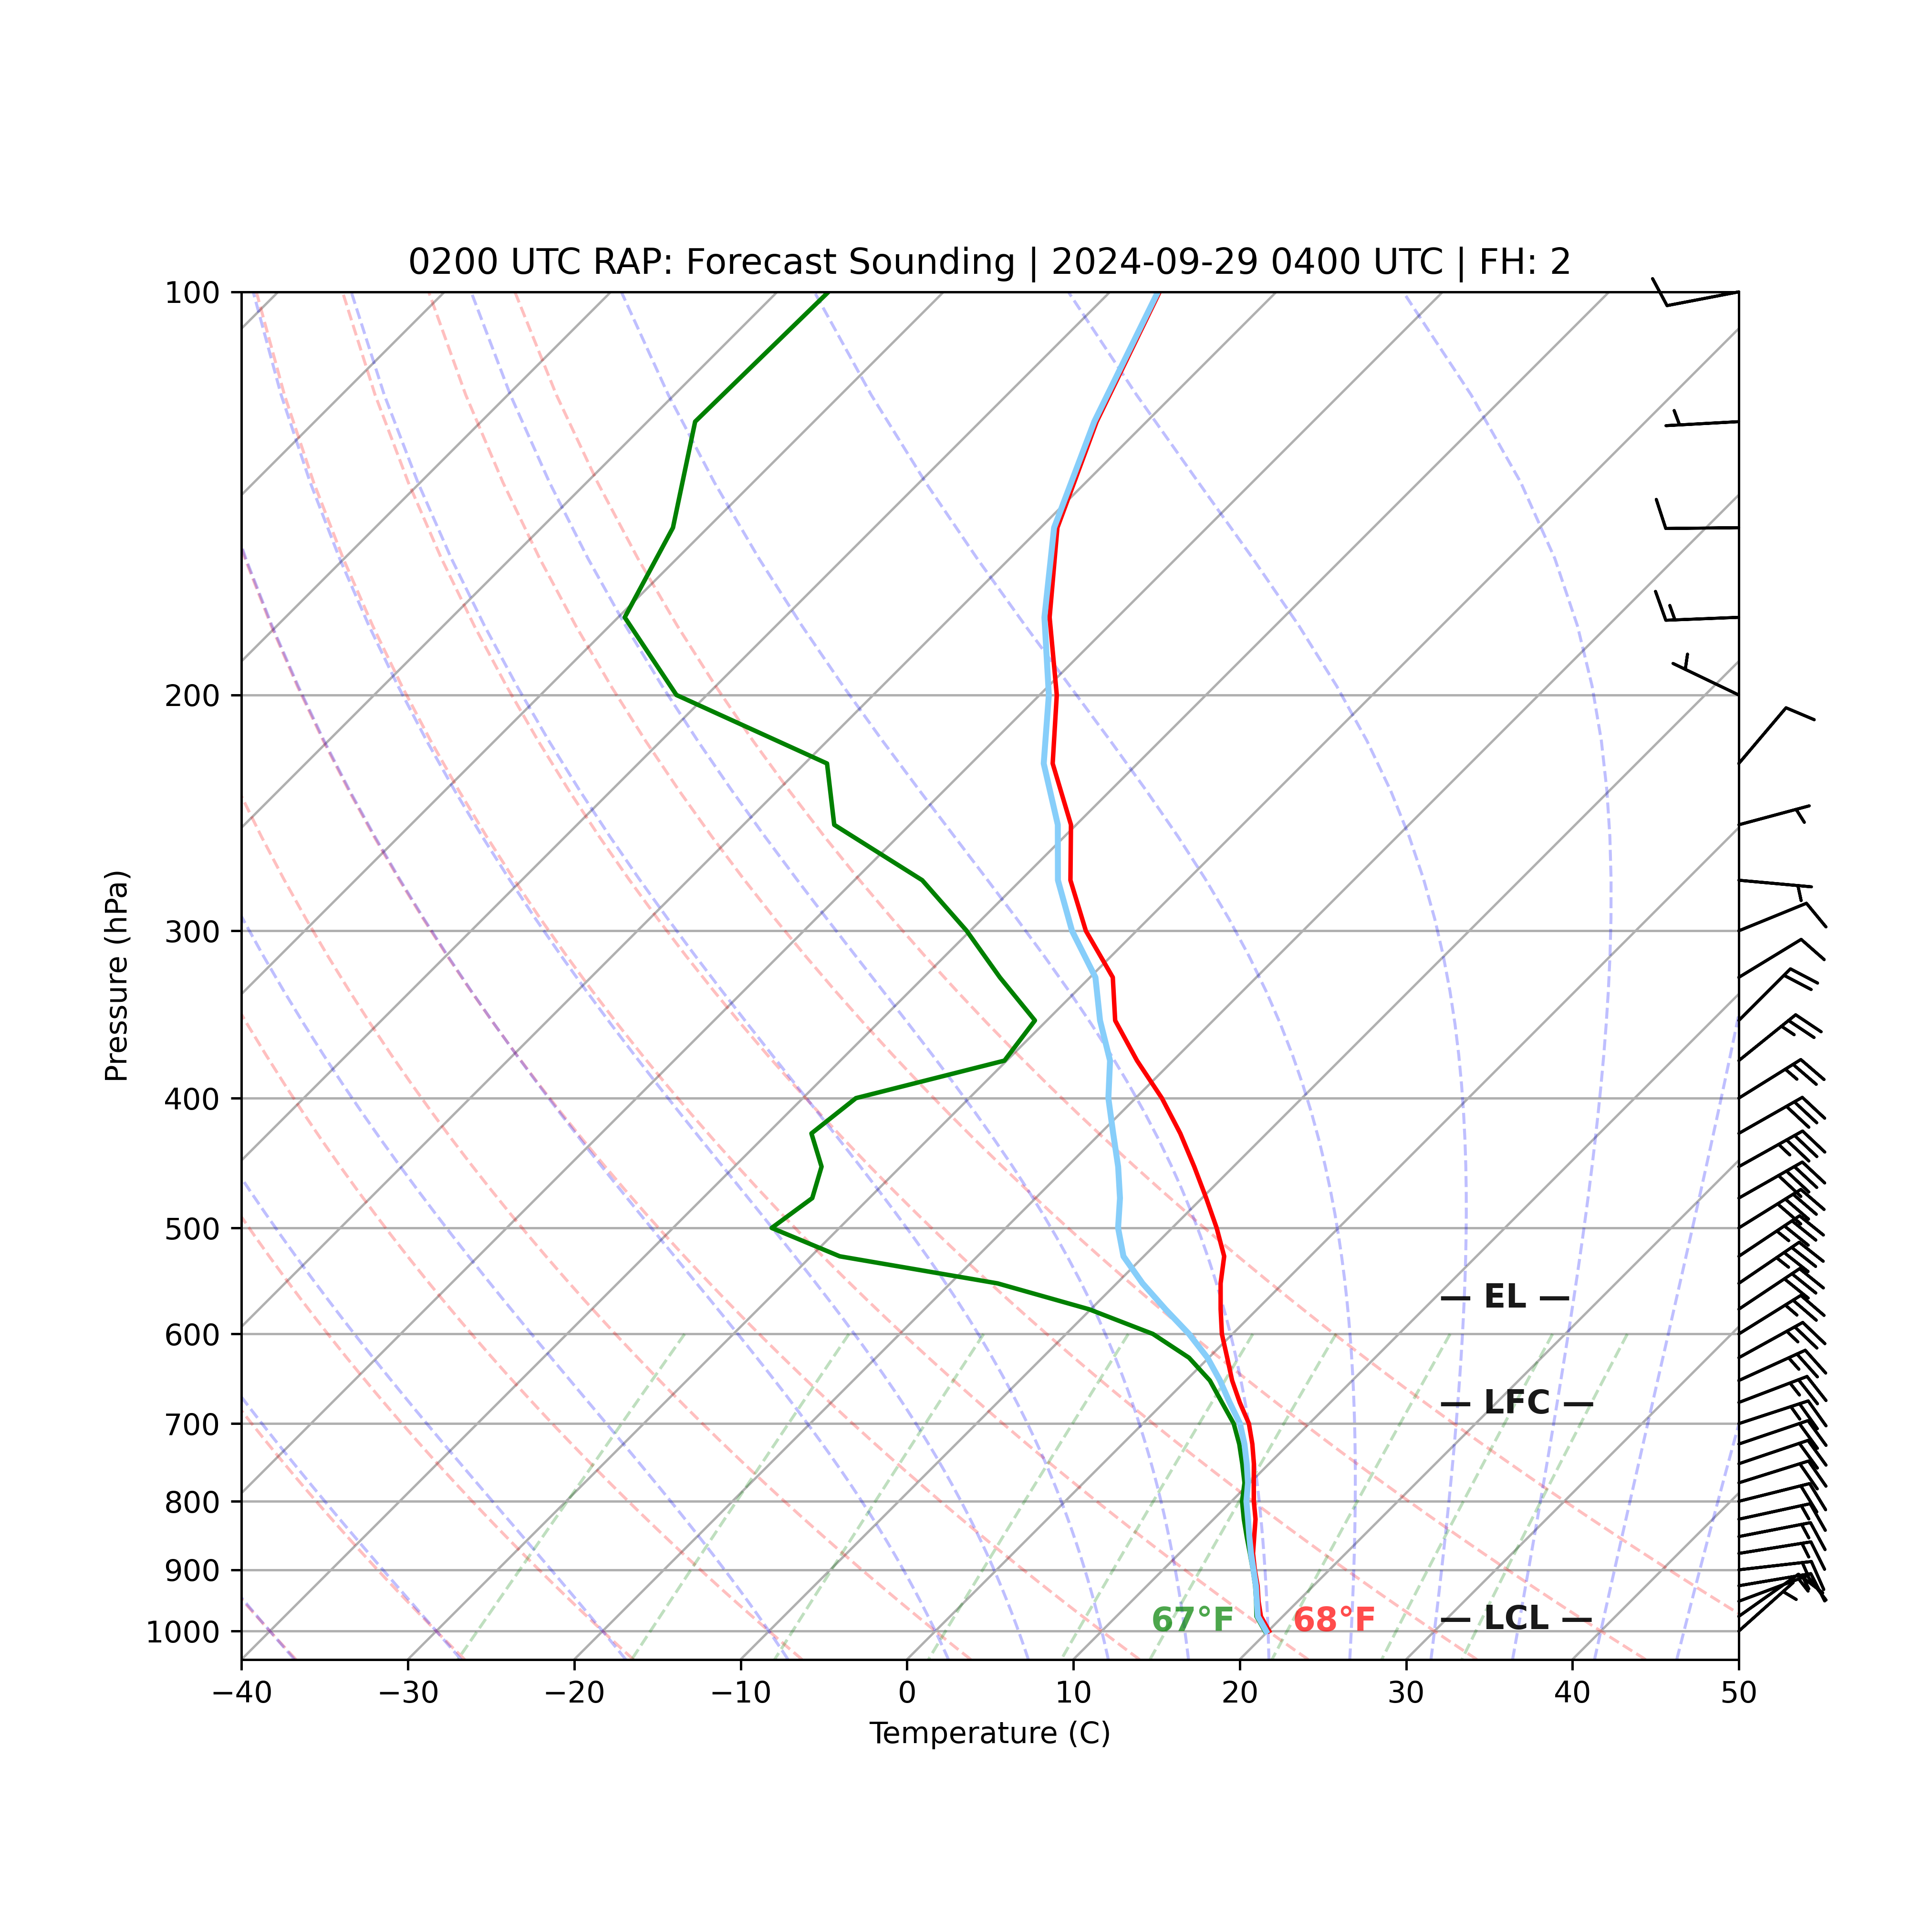 0200 UTC RAP: Forecast Sounding | 2024-09-29 0400 UTC | FH: 2
100
200
300
400
500
600
700
800
900
1000
Pressure (hPa)
— EL —
— LFC —
— LCL —
67°F 68°F
−40 −30 −20 −10 0 10 20 30 40 50
Temperature (C)